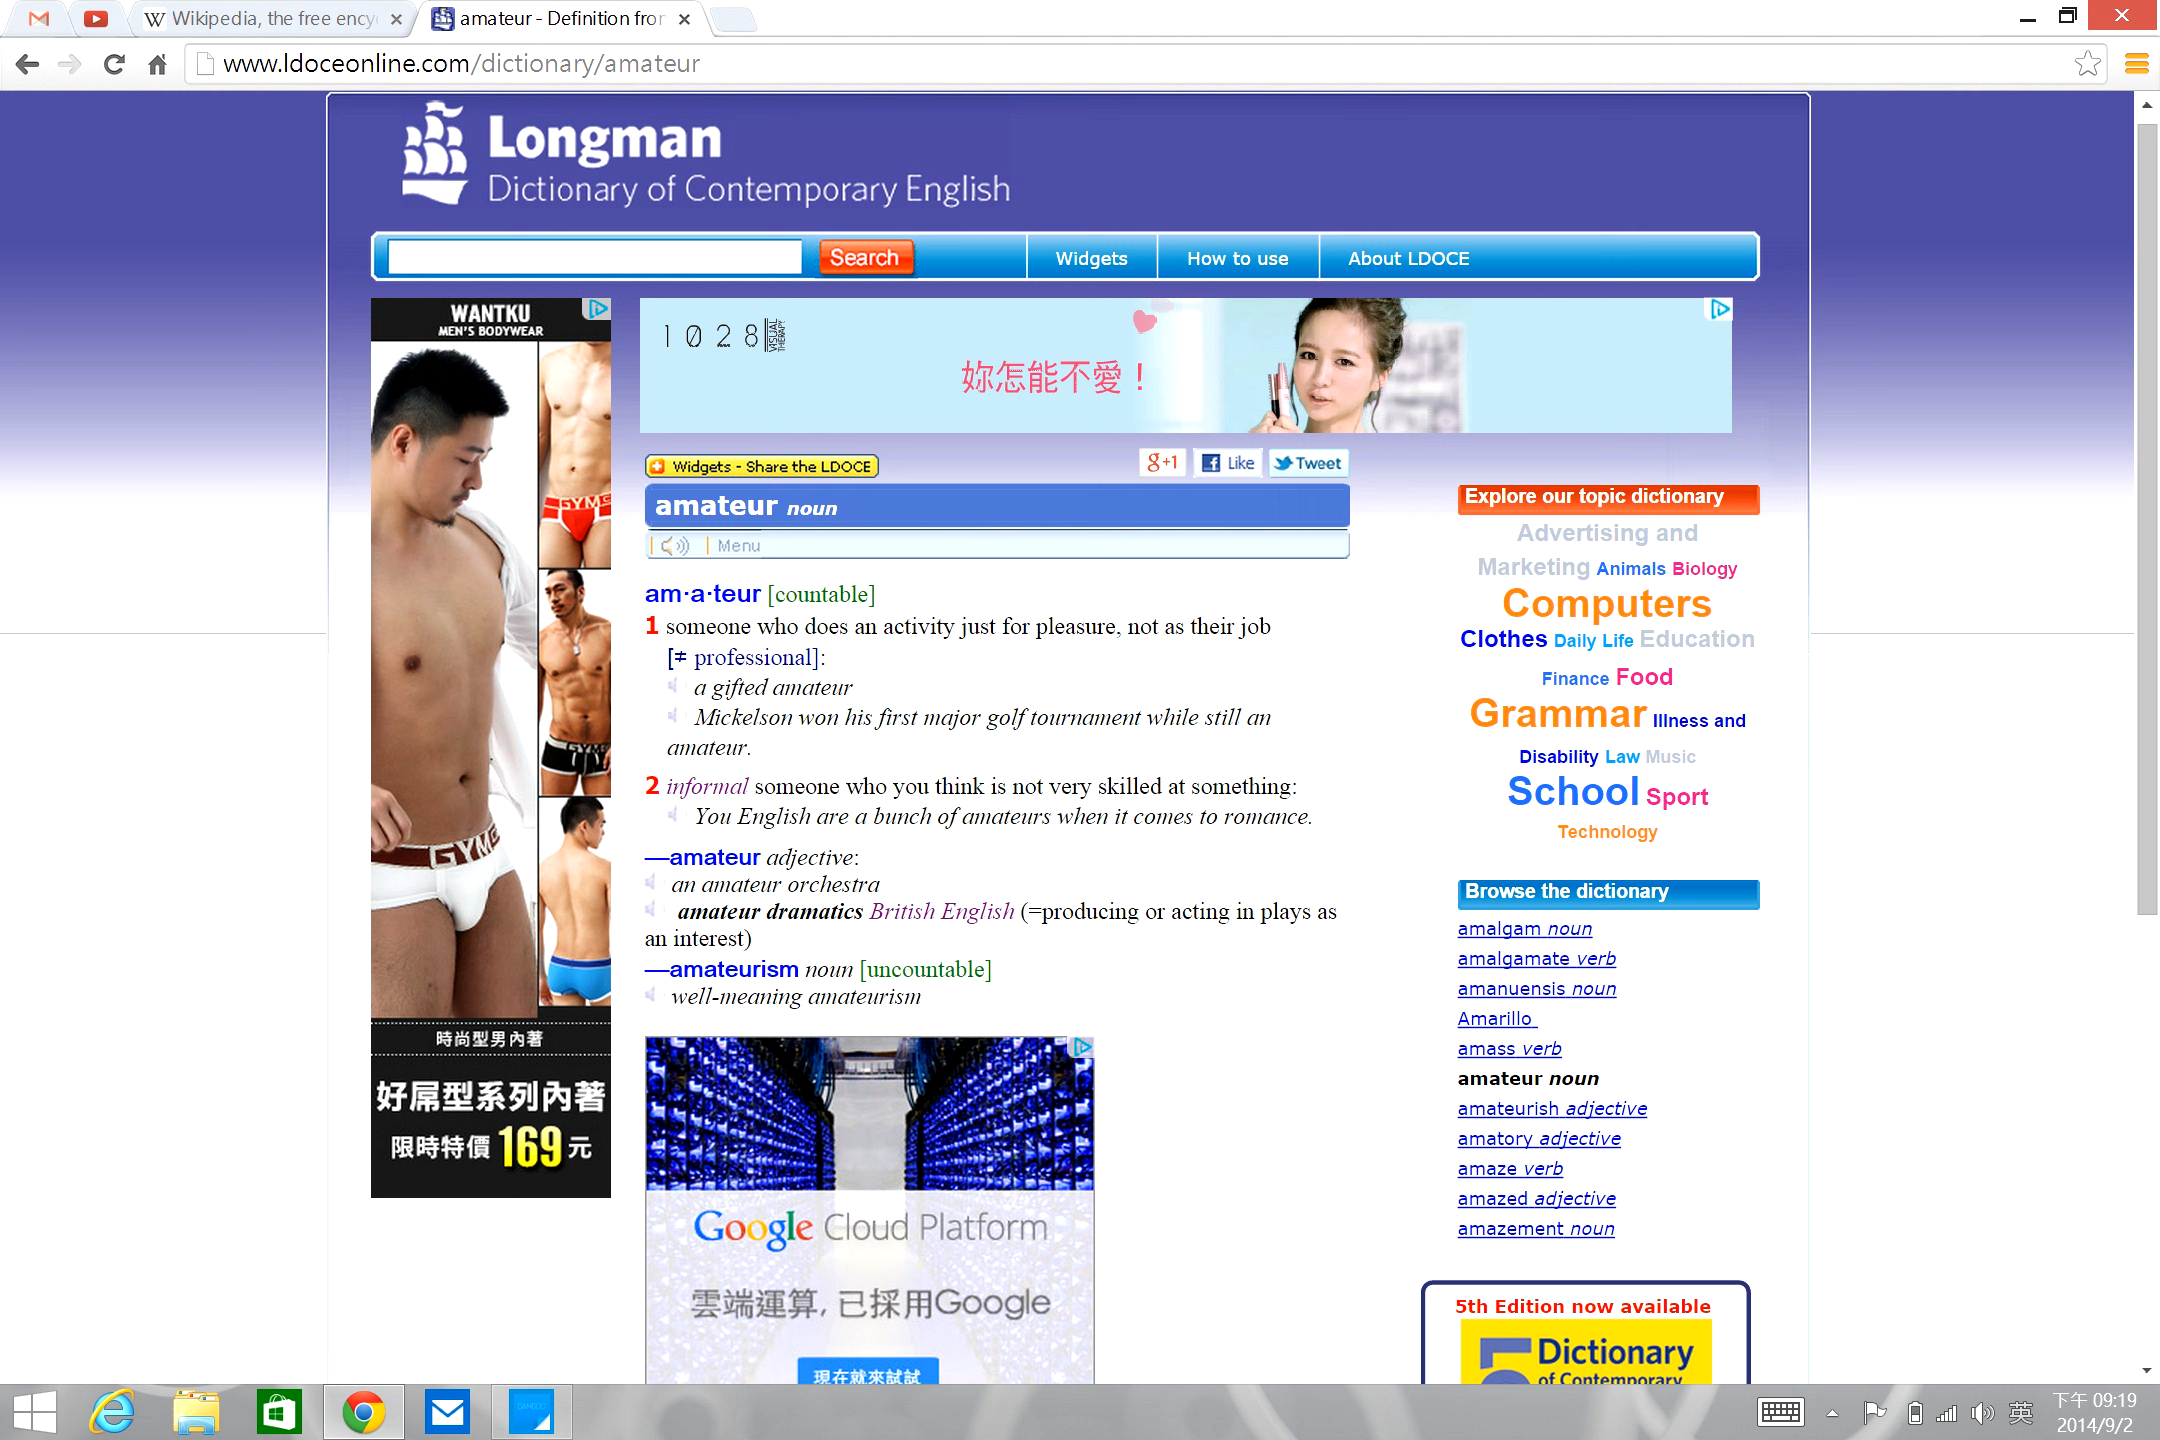 Wikipedia, the free ency
amateur - Definition from
www.ldoceonline.com/dictionary/amateur
Longman
Dictionary of Contemporary English
Search
Widgets
How to use
About LDOCE
WANTKU
MEN'S BODYWEAR
GYMS
GYMS
GYMS
時尚型男內著
好屌型系列內著
限時特價169元
1028 VISUAL THERAPY
妳怎能不愛!
Widgets - Share the LDOCE
g+1
Like
Tweet
amateur noun
Menu
am·a·teur [countable]
1 someone who does an activity just for pleasure, not as their job
[≠ professional]:
a gifted amateur
Mickelson won his first major golf tournament while still an
amateur.
2 informal someone who you think is not very skilled at something:
You English are a bunch of amateurs when it comes to romance.
—amateur adjective:
an amateur orchestra
amateur dramatics British English (=producing or acting in plays as
an interest)
—amateurism noun [uncountable]
well-meaning amateurism
Google Cloud Platform
雲端運算, 已採用Google
現在就來試試
Explore our topic dictionary
Advertising and
Marketing Animals Biology
Computers
Clothes Daily Life Education
Finance Food
Grammar Illness and
Disability Law Music
School Sport
Technology
Browse the dictionary
amalgam noun
amalgamate verb
amanuensis noun
Amarillo
amass verb
amateur noun
amateurish adjective
amatory adjective
amaze verb
amazed adjective
amazement noun
5th Edition now available
5 Dictionary
of Contemporary
英
下午 09:19
2014/9/2